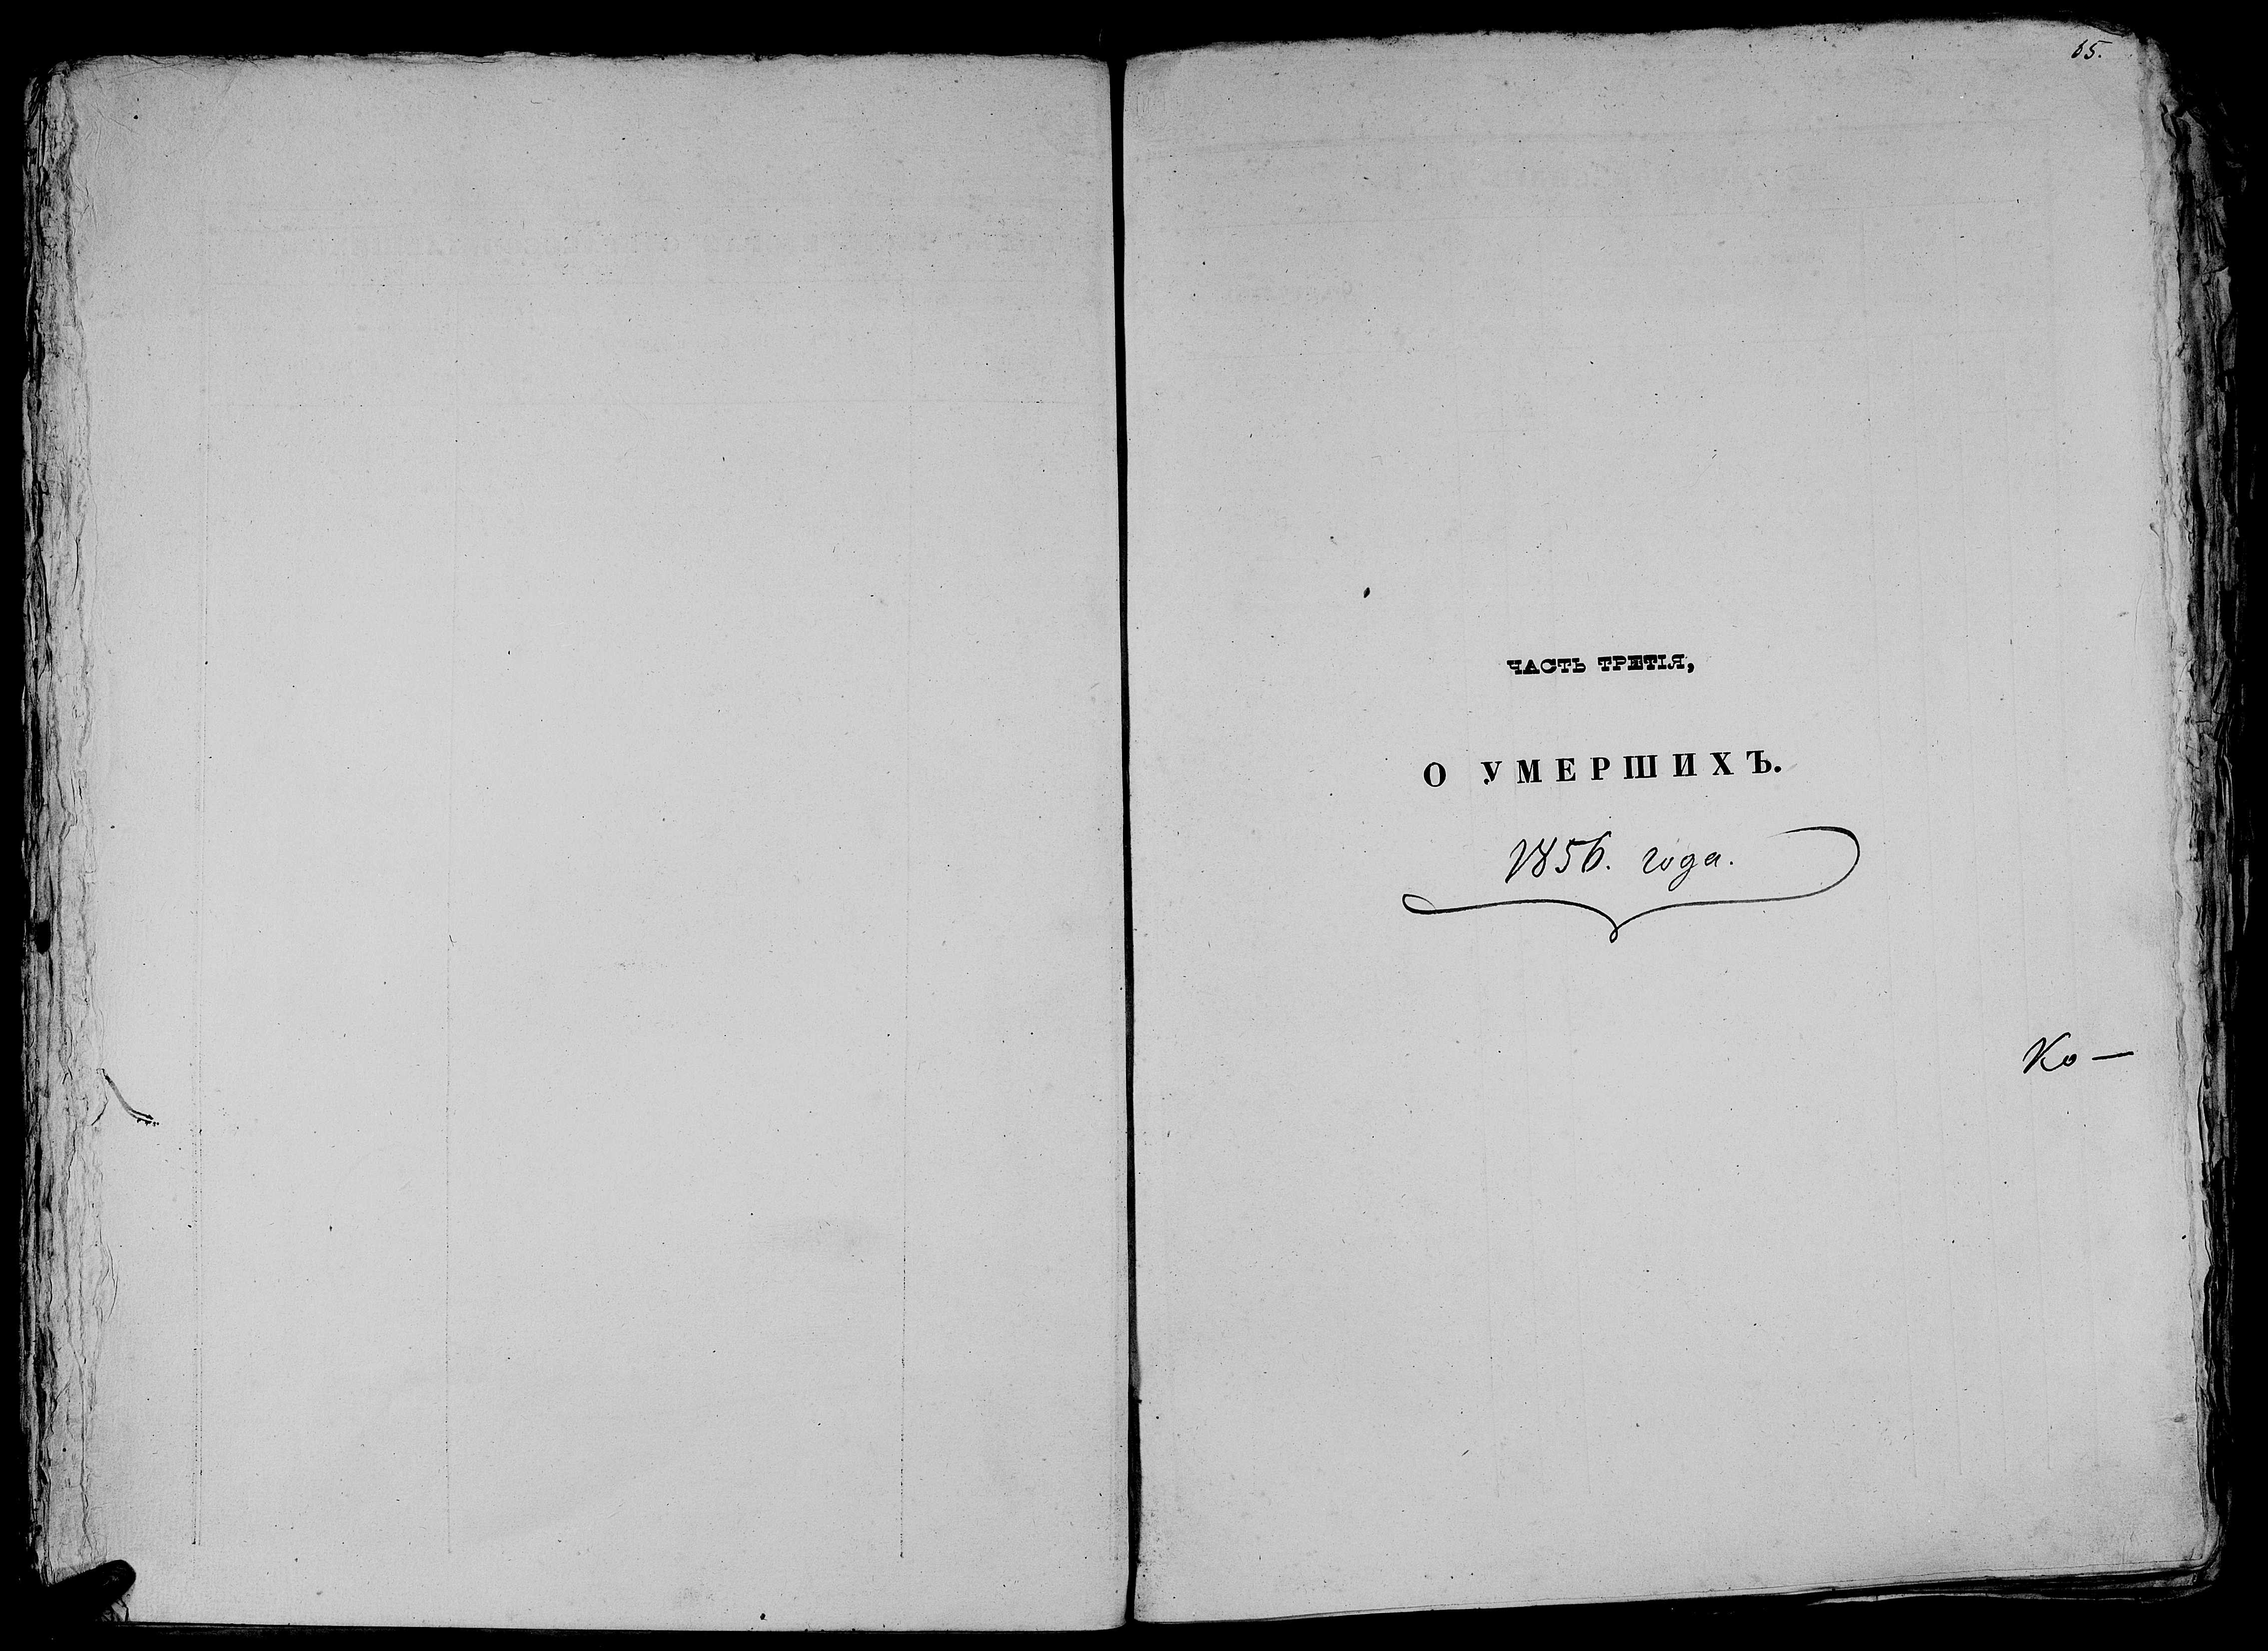 65.
ЧАСТЬ ТРЕТІЯ,
О УМЕРШИХЪ.
1856. года.
Ко —